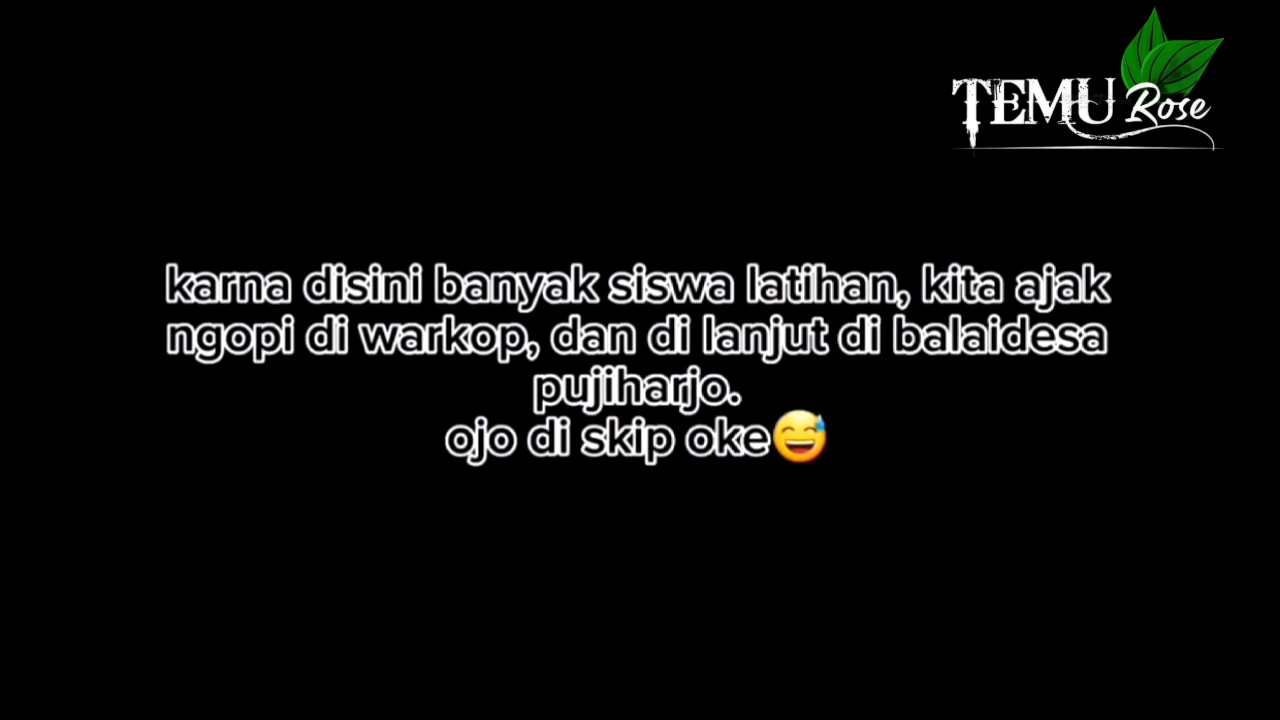 TEMU Rose
karna disini banyak siswa latihan, kita ajak
ngopi di warkop, dan di lanjut di balaidesa
pujiharjo.
ojo di skip oke😅